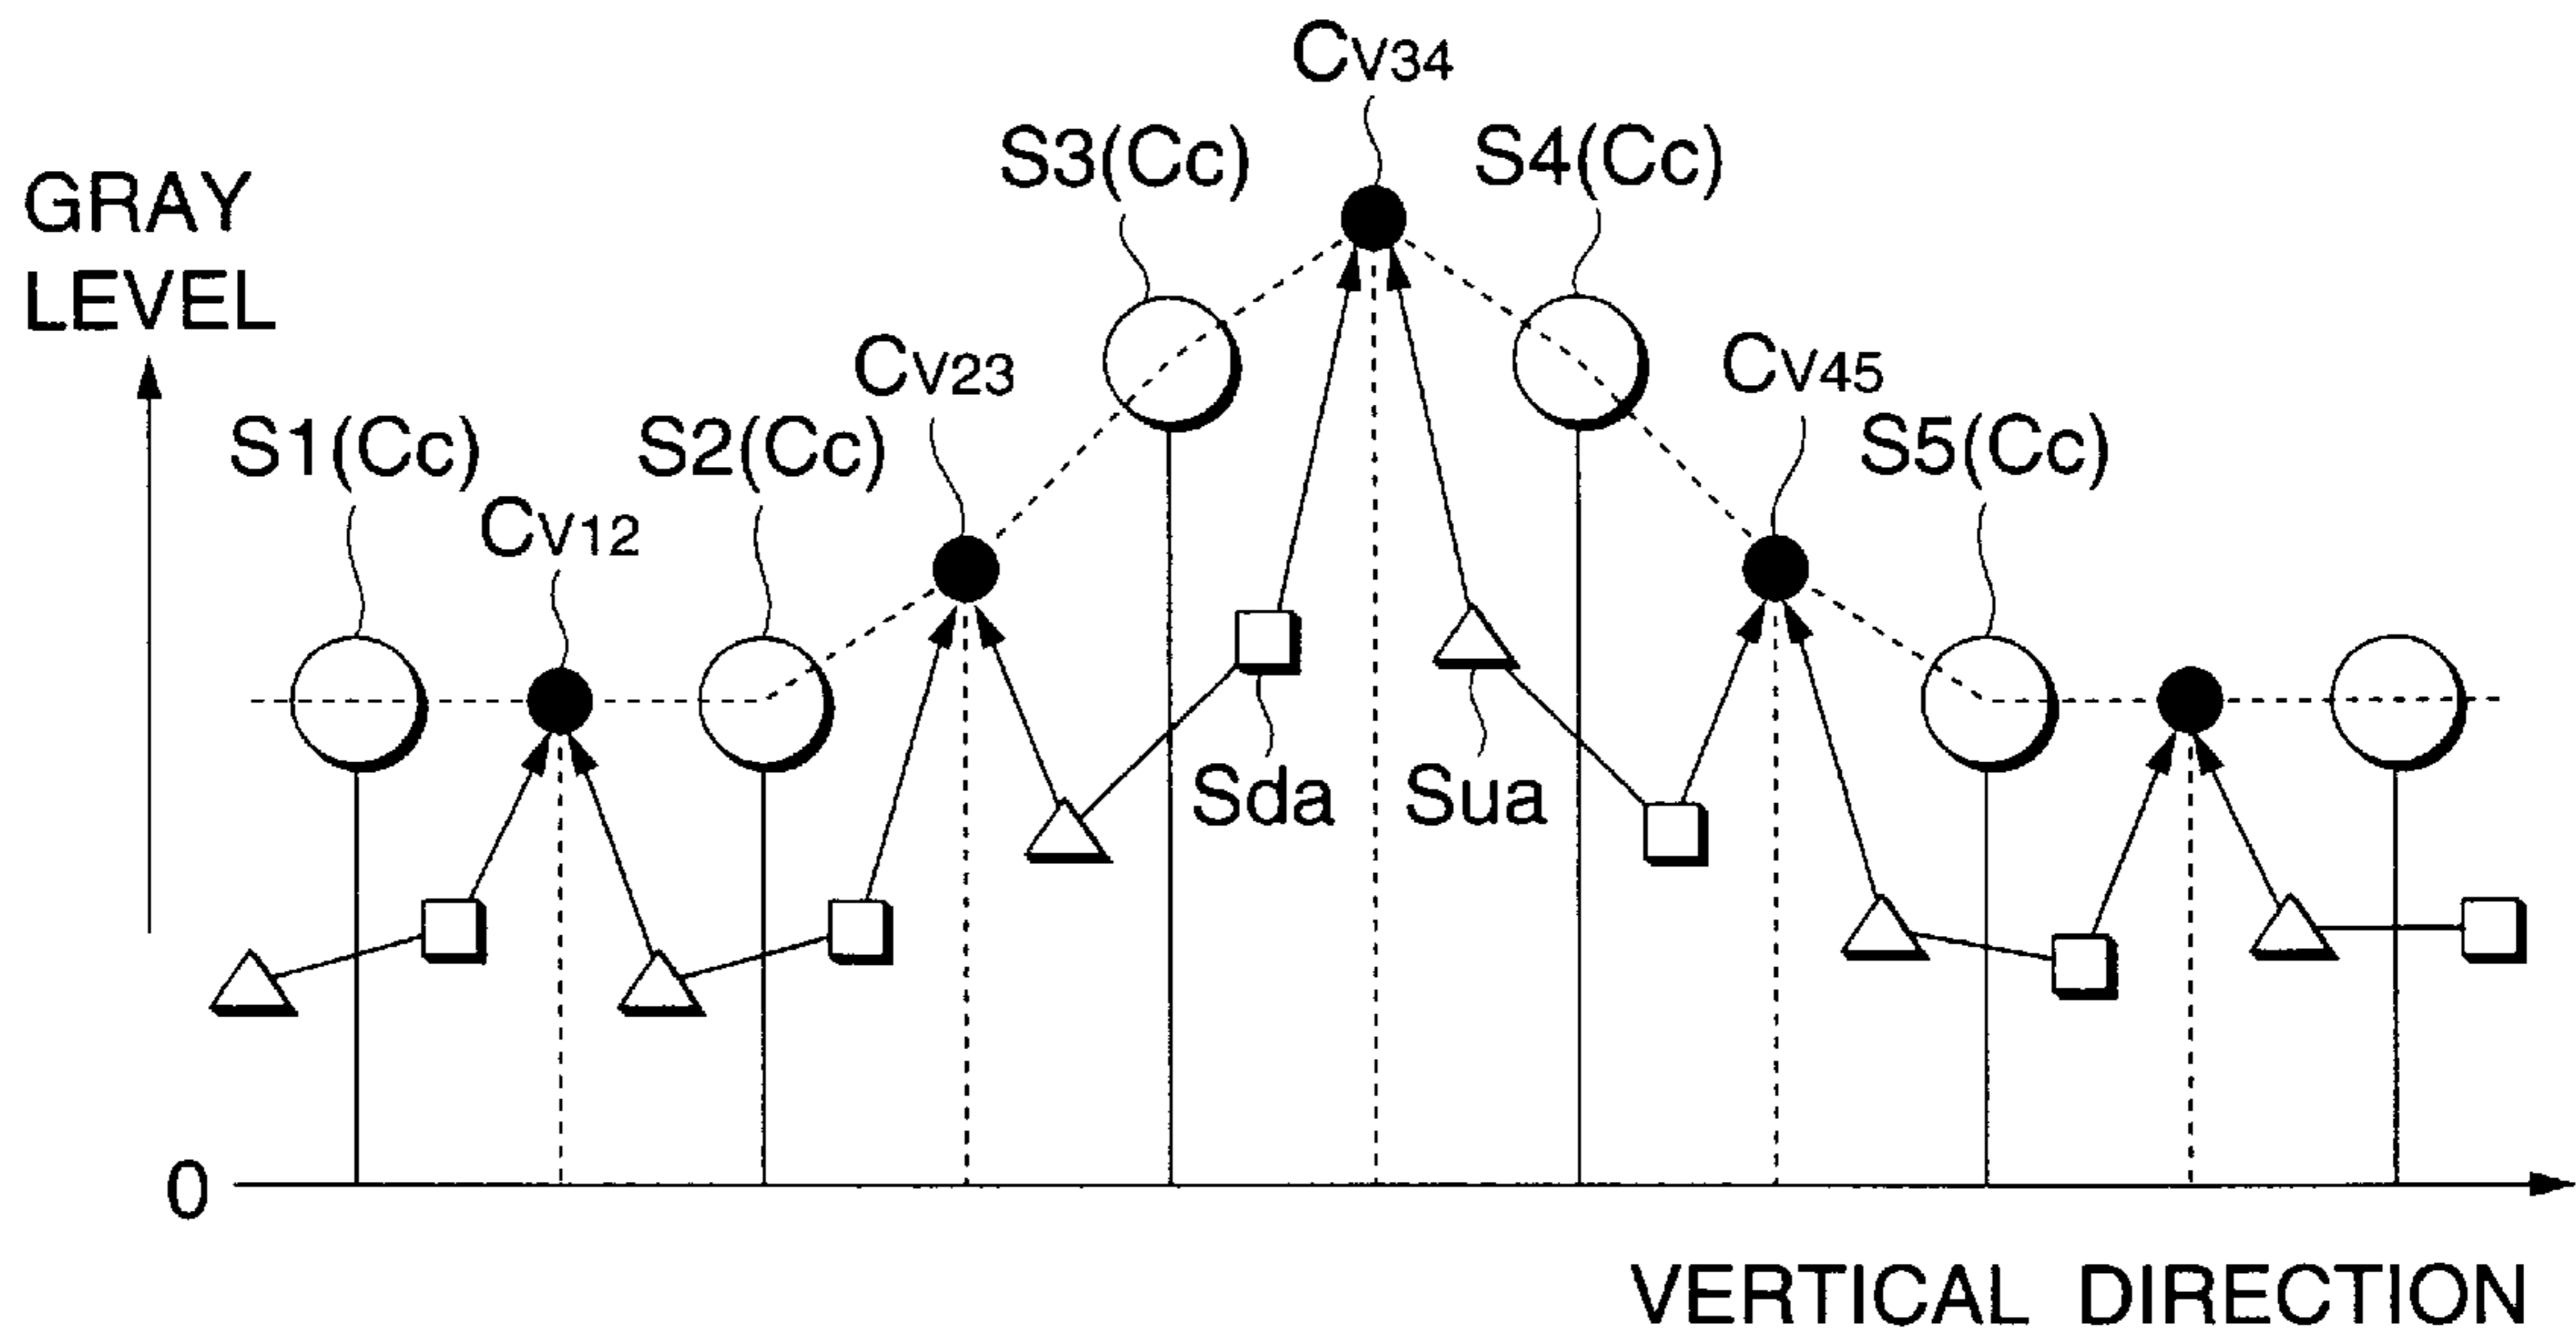 CV34
S3(Cc)
S4(Cc)
GRAY
LEVEL
CV23
CV45
S1(Cc)
S2(Cc)
S5(Cc)
CV12
Sda
Sua
0
VERTICAL DIRECTION